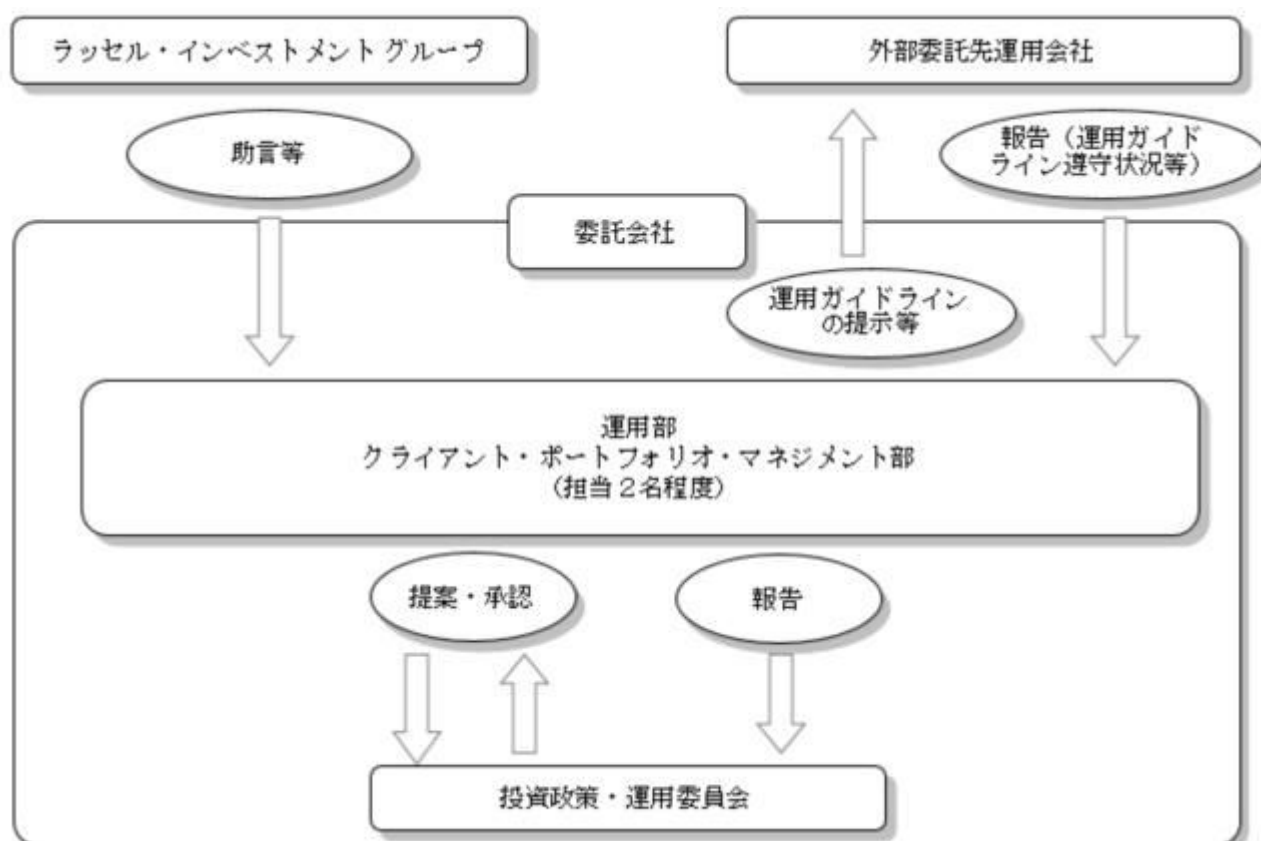 ラッセル・インベストメント グループ
外部委託先運用会社
助言等
報告（運用ガイド
ライン遵守状況等）
委託会社
運用ガイドライン
の提示等
運用部
クライアント・ポートフォリオ・マネジメント部
（担当２名程度）
提案・承認
報告
投資政策・運用委員会